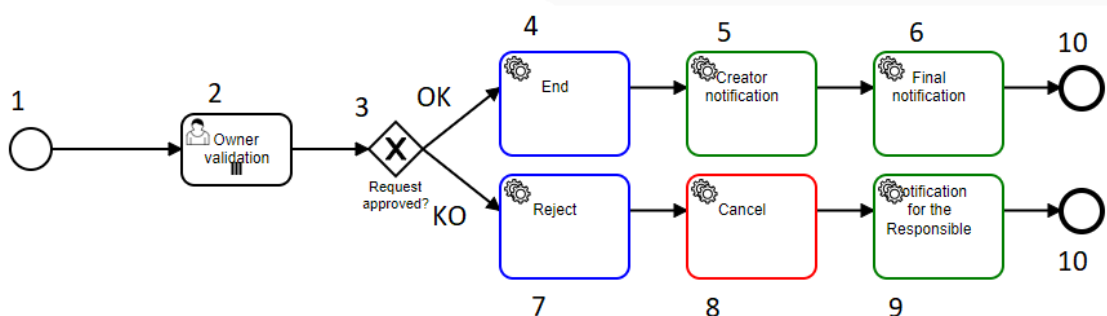 1
2
Owner
validation
3
Request
approved?
OK
KO
4
End
5
Creator
notification
6
Final
notification
10
7
Reject
8
Cancel
9
otification
for the
Responsible
10